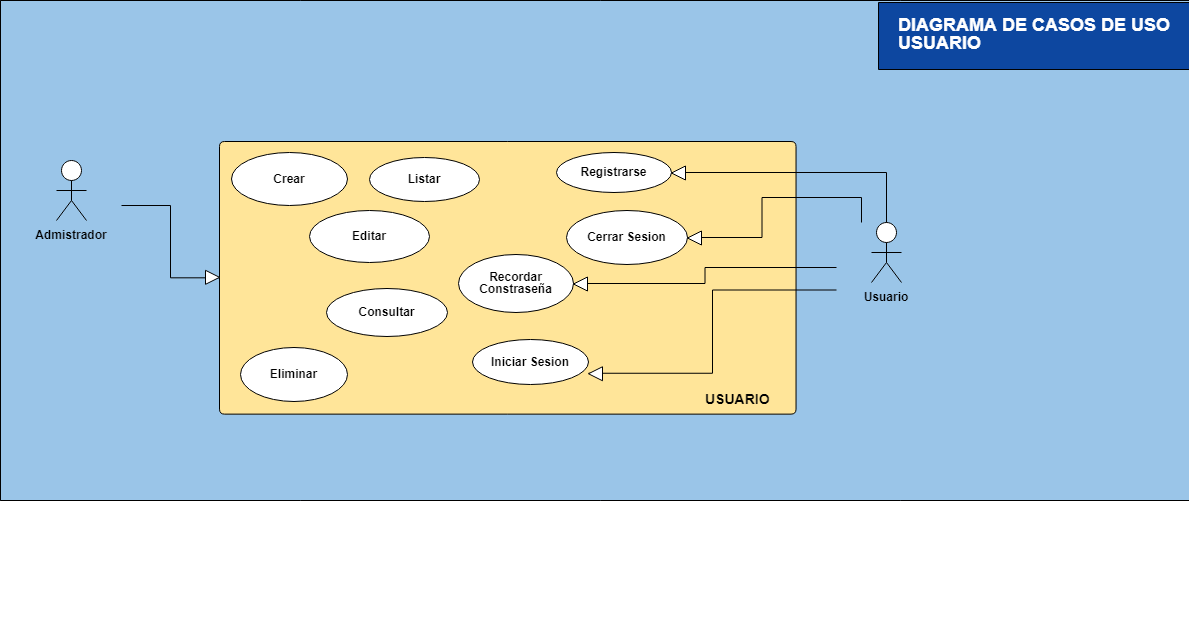 DIAGRAMA DE CASOS DE USO
USUARIO
Crear
Listar
Registrarse
Editar
Cerrar Sesion
Admistrador
Recordar
Constraseña
Usuario
Consultar
Iniciar Sesion
Eliminar
USUARIO